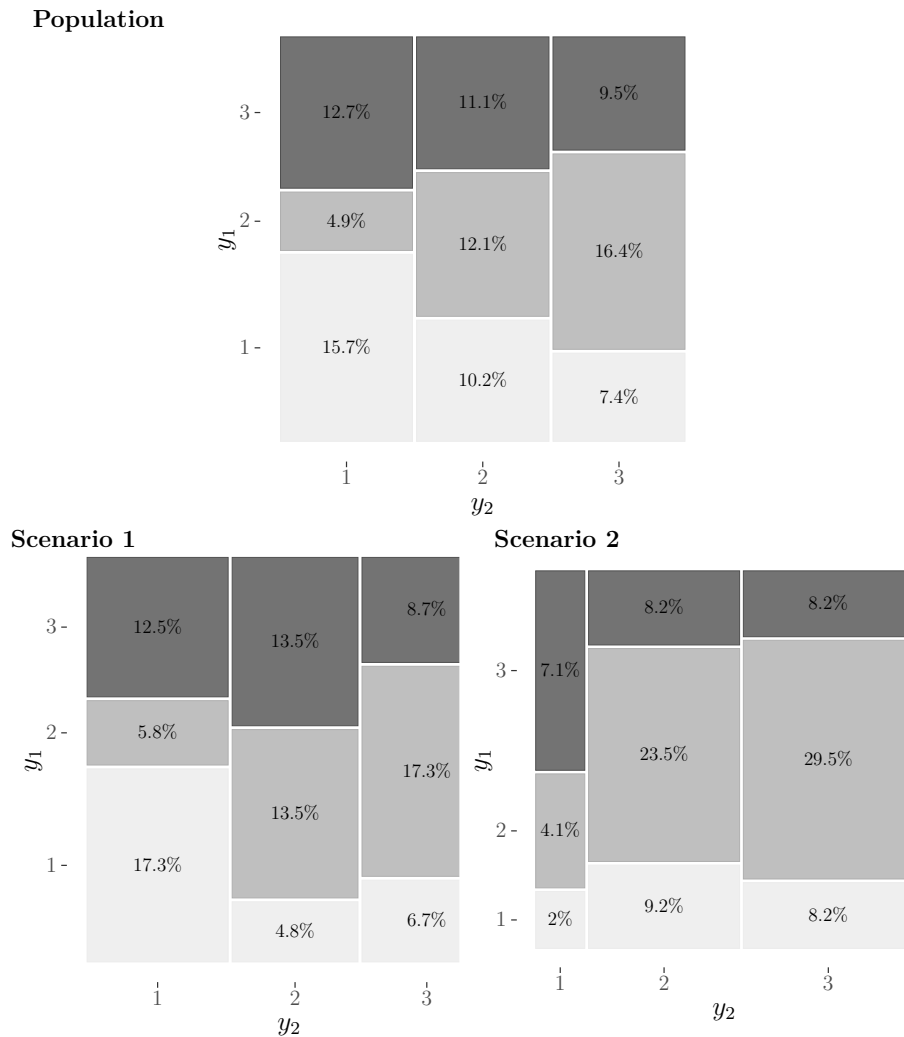 Population
12.7% 11.1% 9.5%
4.9% 12.1% 16.4%
15.7% 10.2% 7.4%
3
2
1
y₁
1 2 3
y₂
Scenario 1
12.5% 13.5% 8.7%
5.8% 13.5% 17.3%
17.3% 4.8% 6.7%
3
2
1
y₁
1 2 3
y₂
Scenario 2
7.1% 8.2% 8.2%
4.1% 23.5% 29.5%
2% 9.2% 8.2%
3
2
1
y₁
1 2 3
y₂